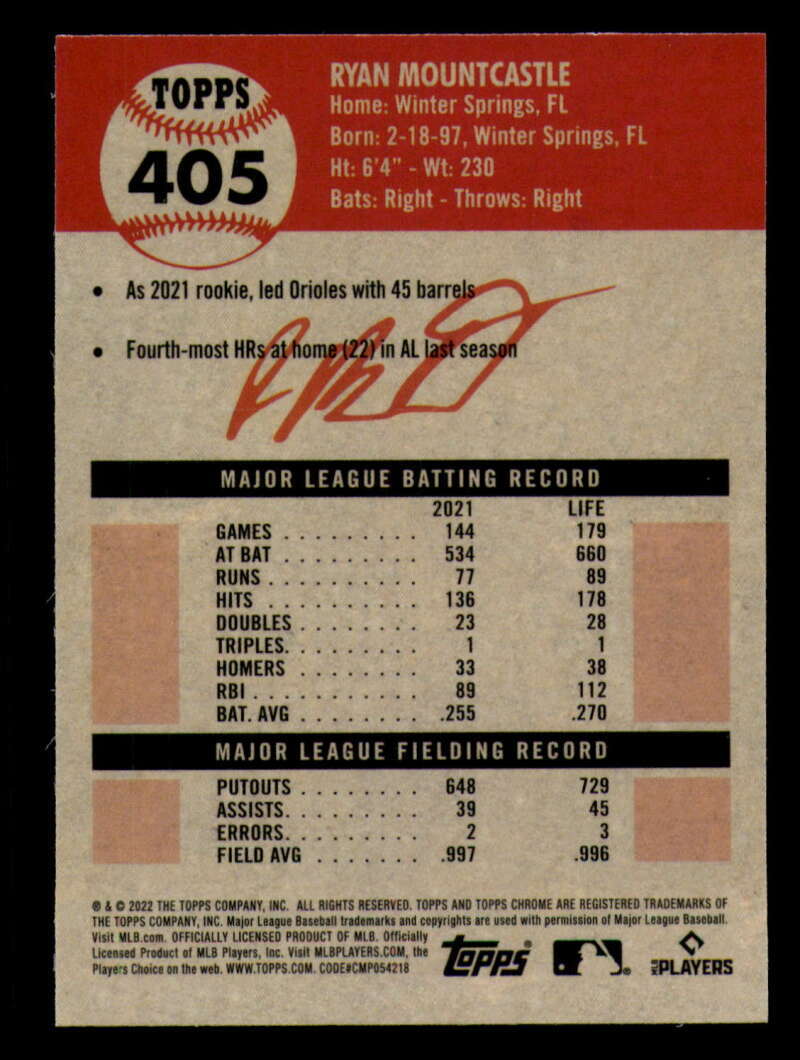 TOPPS
405
RYAN MOUNTCASTLE
Home: Winter Springs, FL
Born: 2-18-97, Winter Springs, FL
Ht: 6'4" - Wt: 230
Bats: Right - Throws: Right
• As 2021 rookie, led Orioles with 45 barrels
• Fourth-most HRs at home (22) in AL last season
MAJOR LEAGUE BATTING RECORD
2021 LIFE
GAMES . . . . . . . . . 144 179
AT BAT . . . . . . . . . 534 660
RUNS . . . . . . . . . . 77 89
HITS . . . . . . . . . . 136 178
DOUBLES . . . . . . . . 23 28
TRIPLES. . . . . . . . . 1 1
HOMERS . . . . . . . . 33 38
RBI . . . . . . . . . . . 89 112
BAT. AVG . . . . . . . . .255 .270
MAJOR LEAGUE FIELDING RECORD
PUTOUTS . . . . . . . . 648 729
ASSISTS. . . . . . . . . 39 45
ERRORS. . . . . . . . . 2 3
FIELD AVG . . . . . . . .997 .996
® & © 2022 THE TOPPS COMPANY, INC. ALL RIGHTS RESERVED. TOPPS AND TOPPS CHROME ARE REGISTERED TRADEMARKS OF
THE TOPPS COMPANY, INC. Major League Baseball trademarks and copyrights are used with permission of Major League Baseball.
Visit MLB.com. OFFICIALLY LICENSED PRODUCT OF MLB. Officially
Licensed Product of MLB Players, Inc. Visit MLBPLAYERS.COM, the
Players Choice on the web. WWW.TOPPS.COM. CODE#CMP054218
Topps® ® MLB PLAYERS